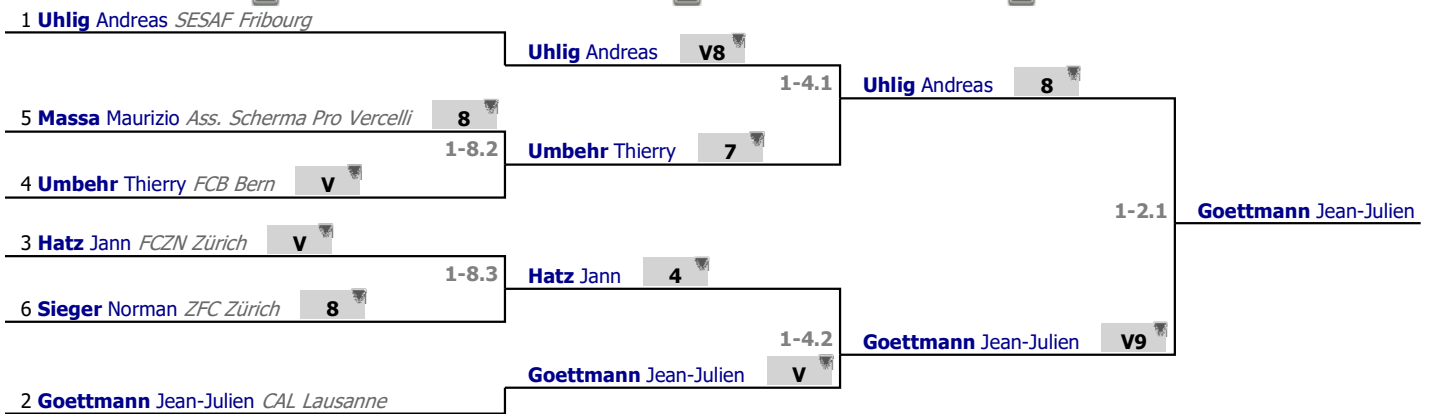 1 Uhlig Andreas SESAF Fribourg
Uhlig Andreas V8
1-4.1
Uhlig Andreas 8
5 Massa Maurizio Ass. Scherma Pro Vercelli 8
1-8.2
Umbehr Thierry 7
4 Umbehr Thierry FCB Bern V
1-2.1
Goettmann Jean-Julien
3 Hatz Jann FCZN Zürich V
1-8.3
Hatz Jann 4
6 Sieger Norman ZFC Zürich 8
1-4.2
Goettmann Jean-Julien V9
Goettmann Jean-Julien V
2 Goettmann Jean-Julien CAL Lausanne